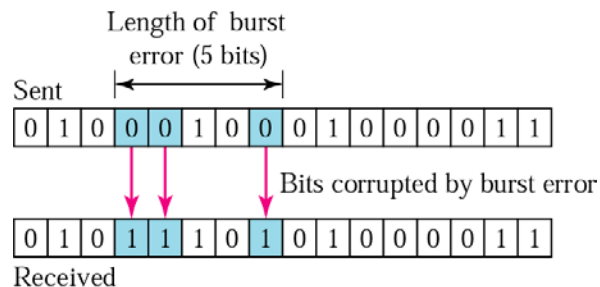 Length of burst
error (5 bits)
Sent
0 1 0 0 0 1 0 0 0 1 0 0 0 0 1 1
Bits corrupted by burst error
0 1 0 1 1 1 0 1 0 1 0 0 0 0 1 1
Received